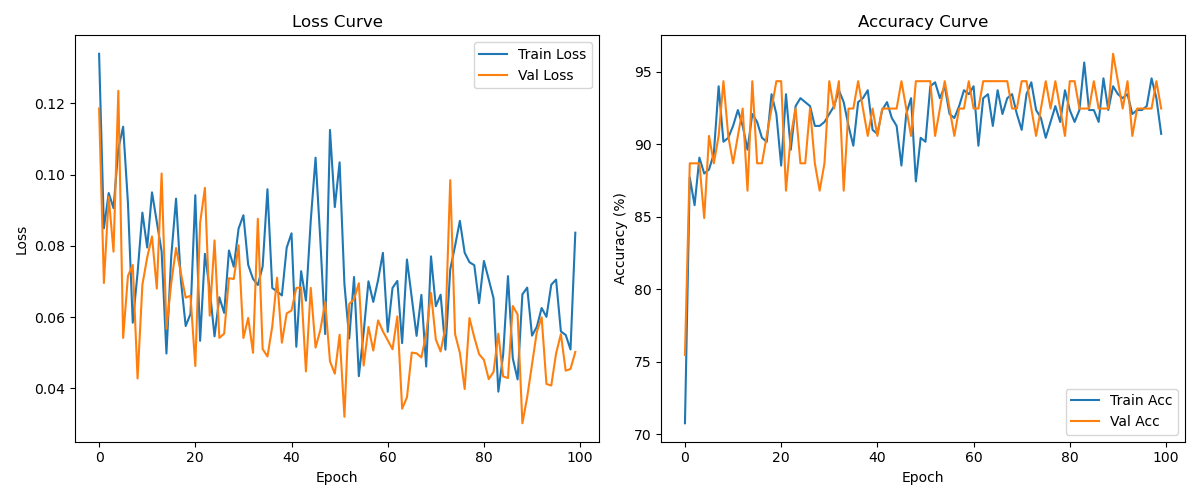 Loss Curve
Train Loss
Val Loss
Loss
0.12
0.10
0.08
0.06
0.04
0 20 40 60 80 100
Epoch
Accuracy Curve
Accuracy (%)
95
90
85
80
75
70
Train Acc
Val Acc
0 20 40 60 80 100
Epoch